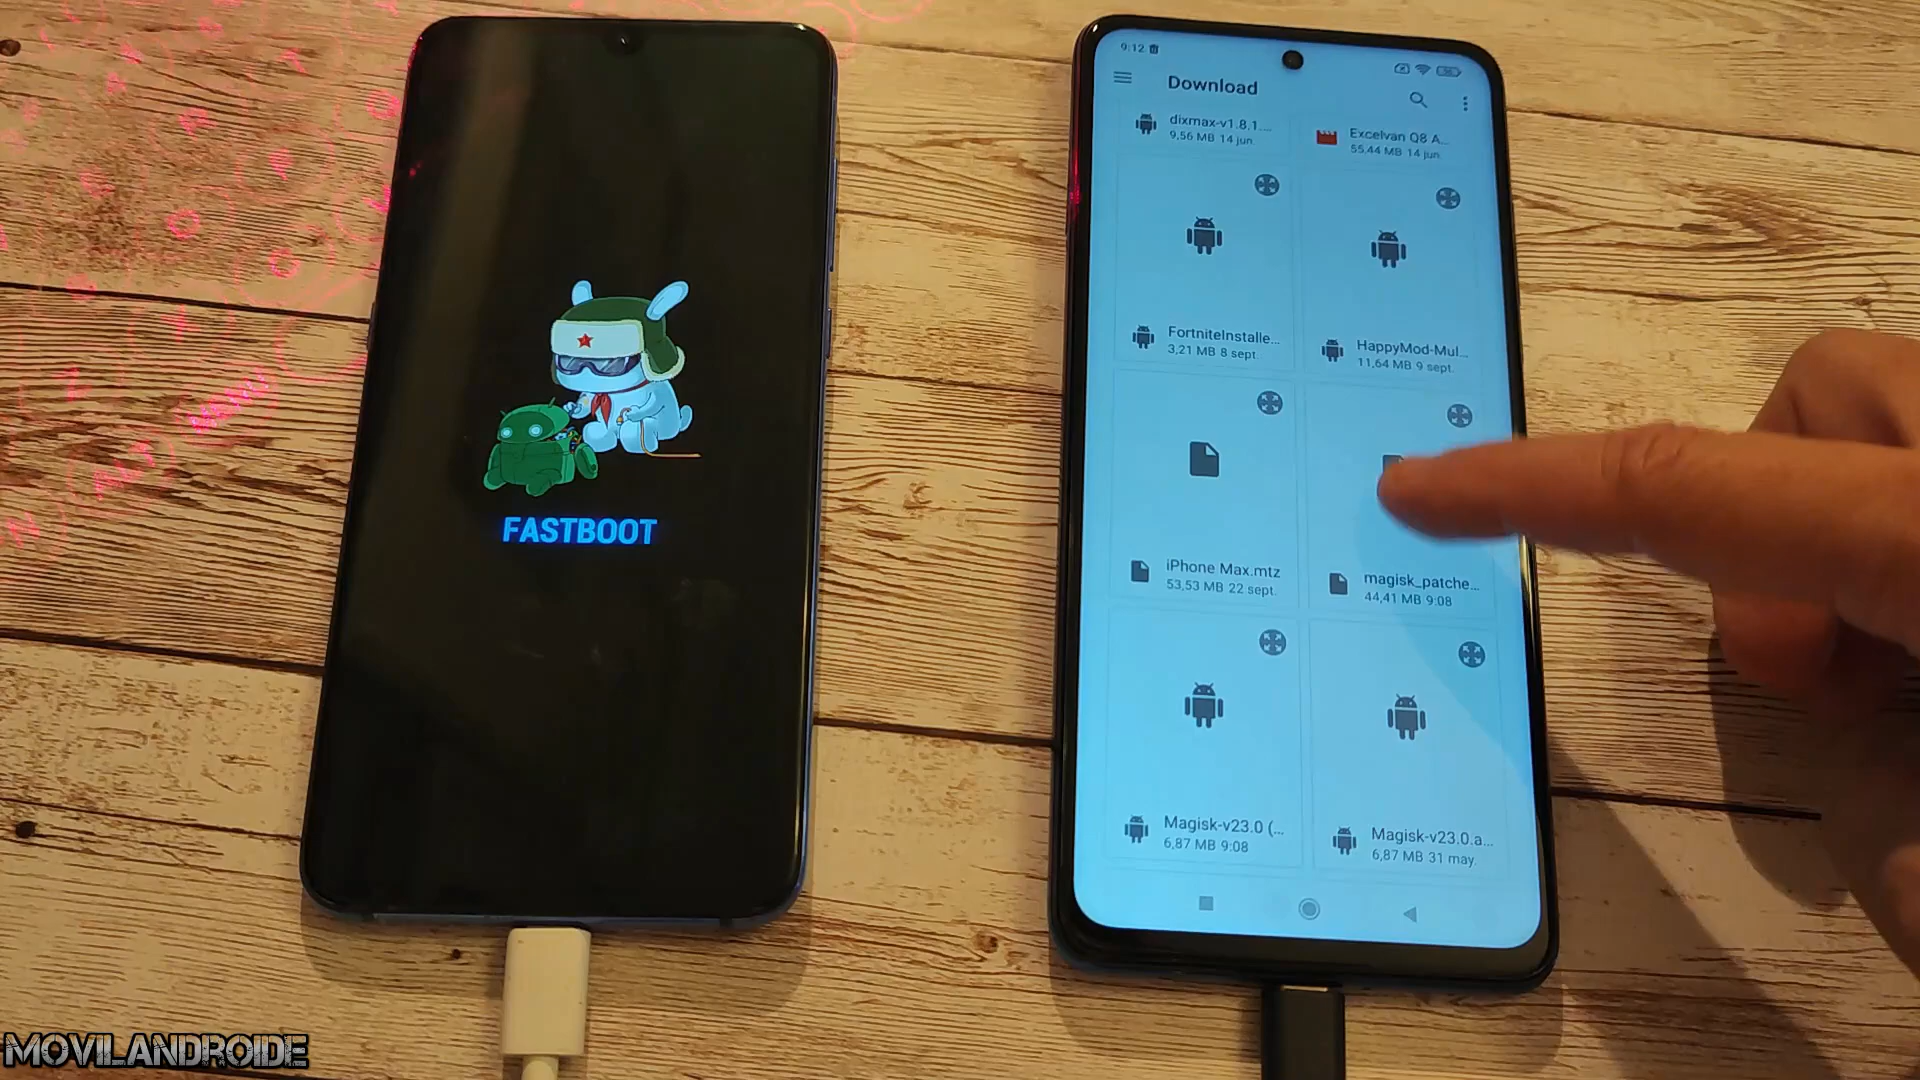 FASTBOOT
9:12
Download
dixmax-v1.8.1....
9,56 MB 14 jun.
Excelvan Q8 A...
55,44 MB 14 jun.
FortniteInstalle...
3,21 MB 8 sept.
HappyMod-Mul...
11,64 MB 9 sept.
iPhone Max.mtz
53,53 MB 22 sept.
magisk_patche...
44,41 MB 9:08
Magisk-v23.0 (...
6,87 MB 9:08
Magisk-v23.0.a...
6,87 MB 31 may.
ALT
MENU
MOVILANDROIDE